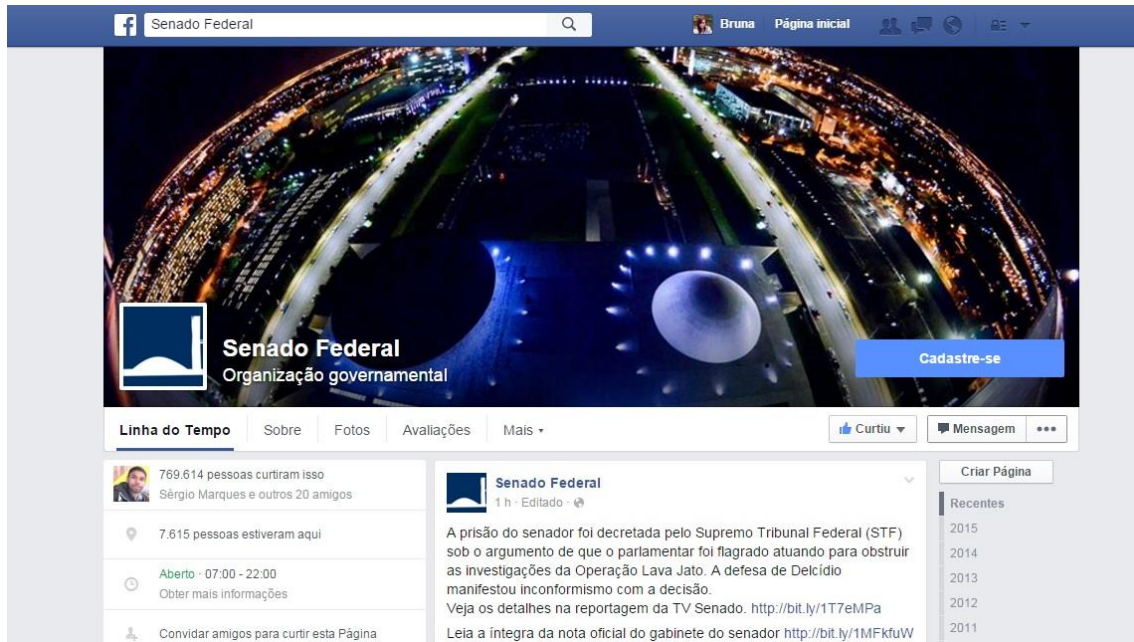 Senado Federal
Bruna
Página inicial
Senado Federal
Organização governamental
Cadastre-se
Linha do Tempo
Sobre
Fotos
Avaliações
Mais
Curtiu
Mensagem
769.614 pessoas curtiram isso
Sérgio Marques e outros 20 amigos
7.615 pessoas estiveram aqui
Aberto · 07:00 - 22:00
Obter mais informações
Convidar amigos para curtir esta Página
Senado Federal
1 h · Editado ·
A prisão do senador foi decretada pelo Supremo Tribunal Federal (STF)
sob o argumento de que o parlamentar foi flagrado atuando para obstruir
as investigações da Operação Lava Jato. A defesa de Delcídio
manifestou inconformismo com a decisão.
Veja os detalhes na reportagem da TV Senado. http://bit.ly/1T7eMPa
Leia a íntegra da nota oficial do gabinete do senador http://bit.ly/1MFkfuW
Criar Página
Recentes
2015
2014
2013
2012
2011